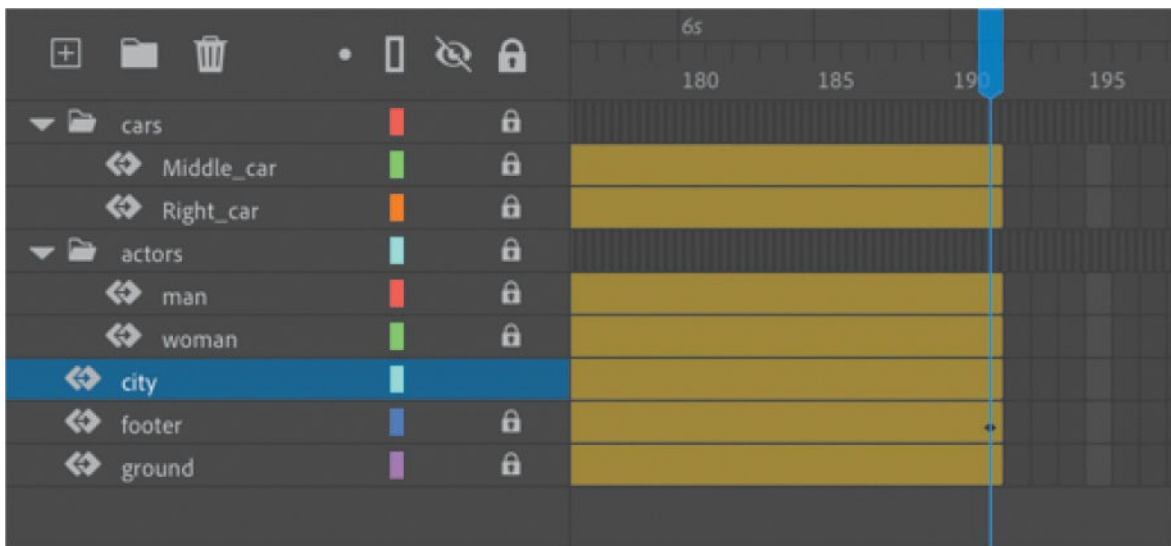 6s
180 185 190 195
cars
Middle_car
Right_car
actors
man
woman
city
footer
ground